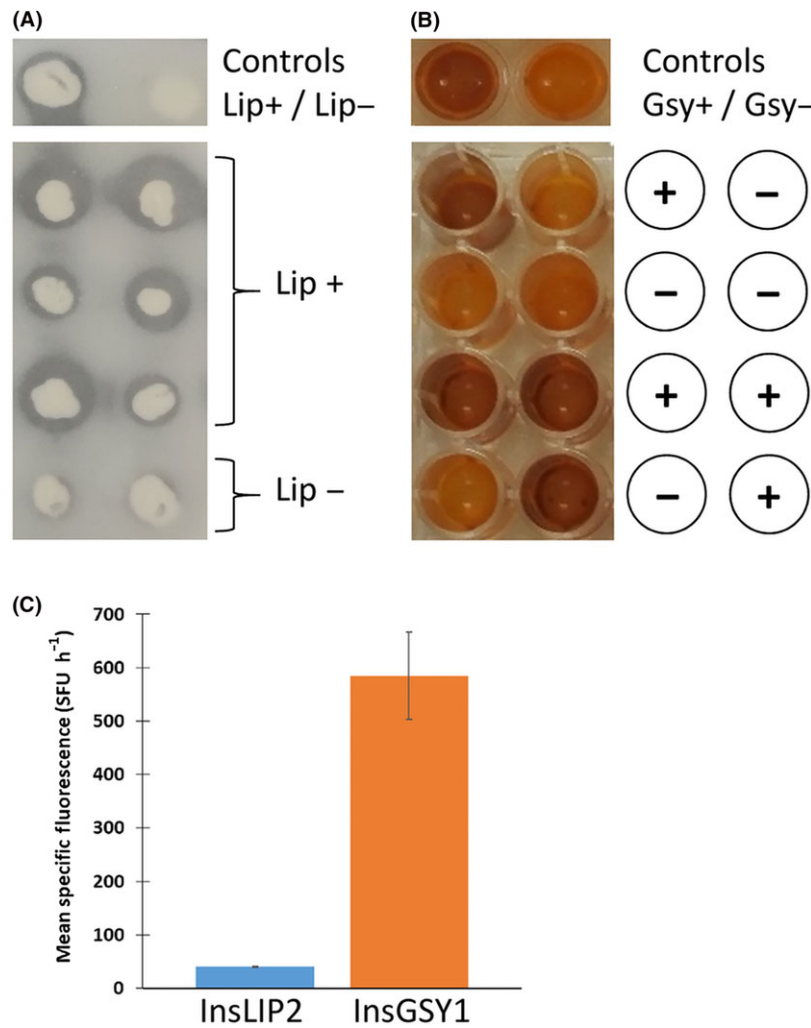 (A)
Controls
Lip+ / Lip–
Lip +
Lip –
(B)
Controls
Gsy+ / Gsy–
+ –
– –
+ +
– +
(C)
Mean specific fluorescence (SFU h⁻¹)
700
600
500
400
300
200
100
0
InsLIP2 InsGSY1